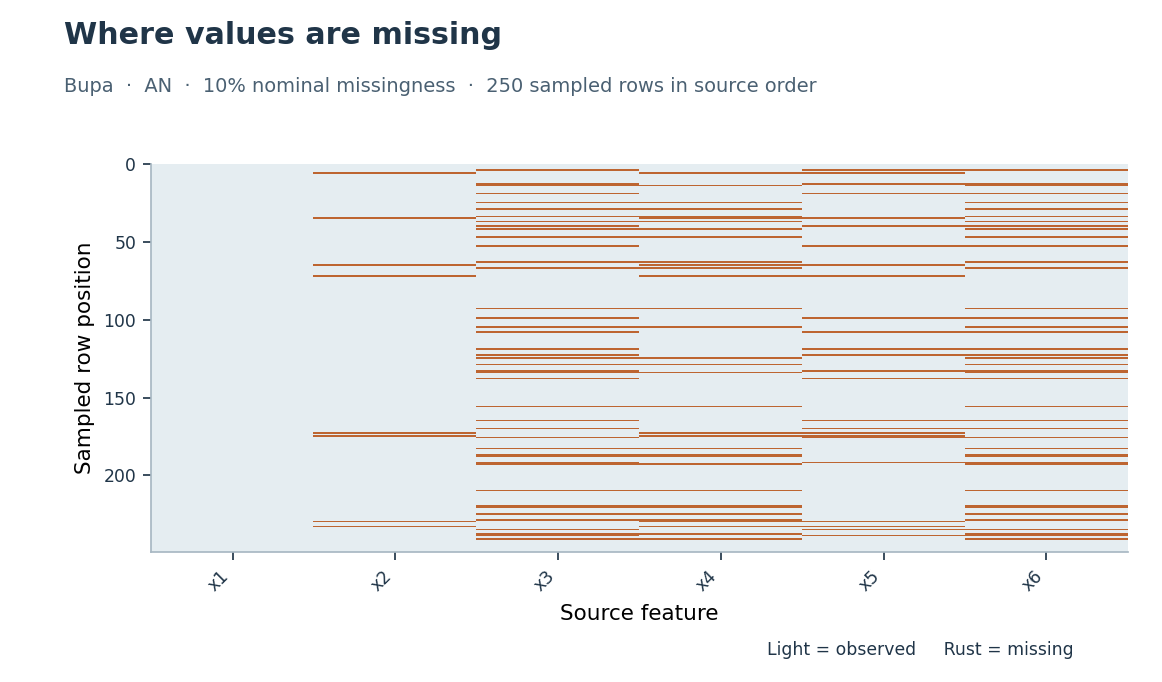 Where values are missing
Bupa · AN · 10% nominal missingness · 250 sampled rows in source order
0
50
100
150
200
Sampled row position
x1 x2 x3 x4 x5 x6
Source feature
Light = observed Rust = missing